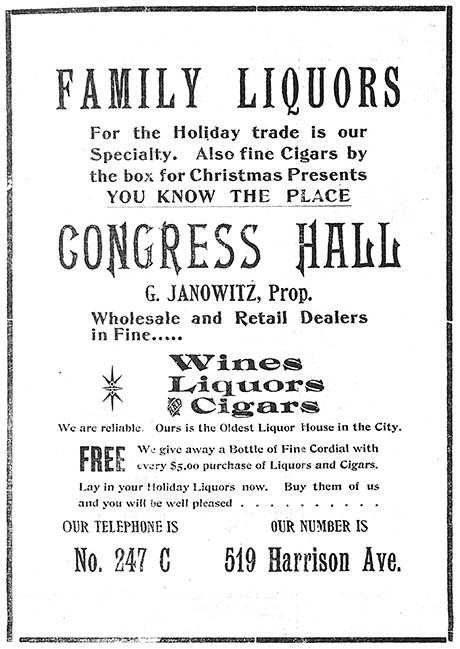 FAMILY LIQUORS
For the Holiday trade is our
Specialty. Also fine Cigars by
the box for Christmas Presents
YOU KNOW THE PLACE
CONGRESS HALL
G. JANOWITZ, Prop.
Wholesale and Retail Dealers
in Fine.....
Wines
Liquors
& Cigars
We are reliable. Ours is the Oldest Liquor House in the City.
FREE We give away a Bottle of Fine Cordial with
every $5.00 purchase of Liquors and Cigars.
Lay in your Holiday Liquors now. Buy them of us
and you will be well pleased . . . . . . . . . .
OUR TELEPHONE IS OUR NUMBER IS
No. 247 C 519 Harrison Ave.